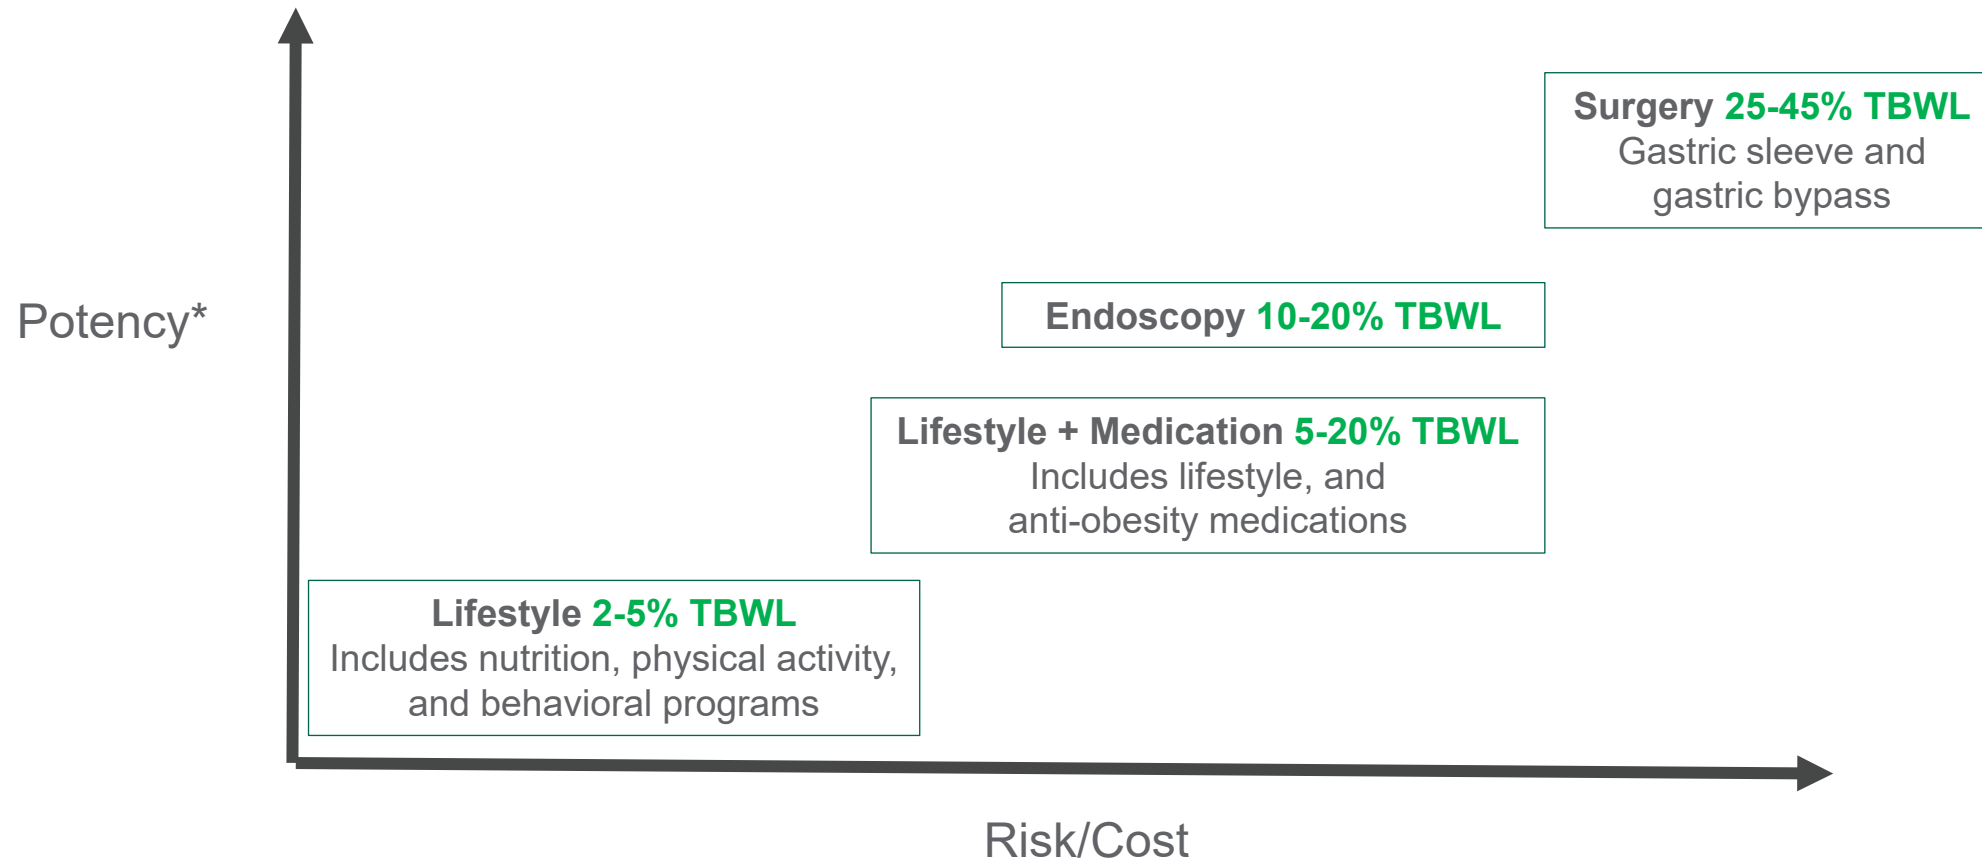 Surgery 25-45% TBWL
Gastric sleeve and
gastric bypass
Potency*
Endoscopy 10-20% TBWL
Lifestyle + Medication 5-20% TBWL
Includes lifestyle, and
anti-obesity medications
Lifestyle 2-5% TBWL
Includes nutrition, physical activity,
and behavioral programs
Risk/Cost